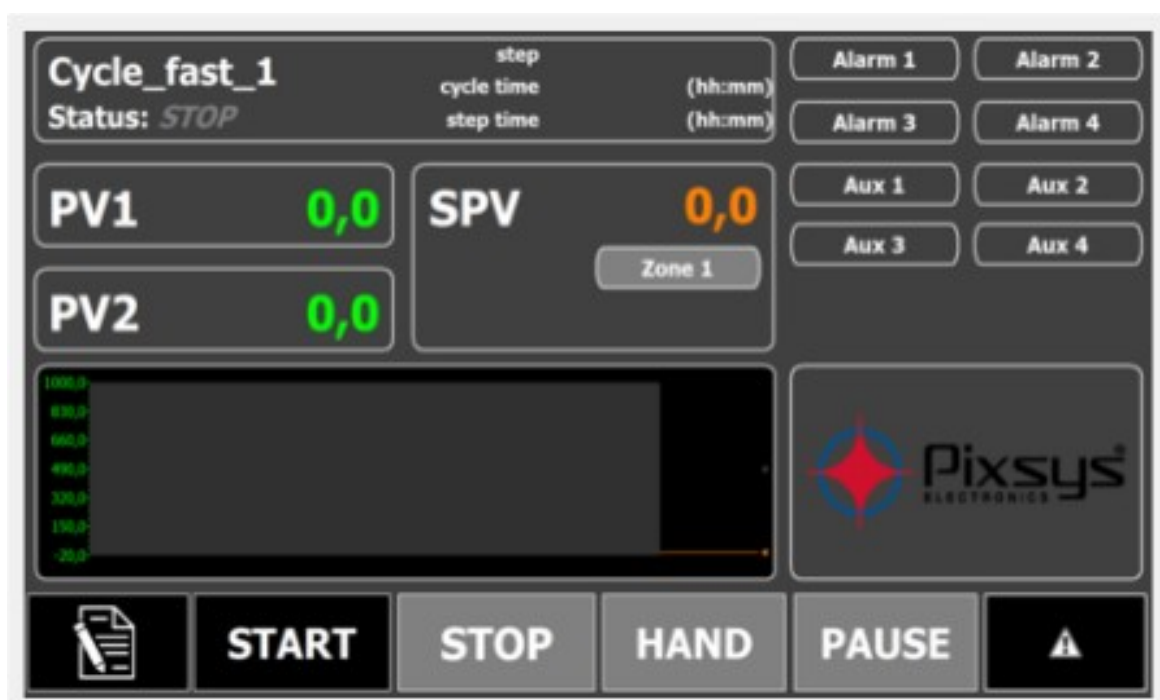 Cycle_fast_1
Status: STOP
step
cycle time (hh:mm)
step time (hh:mm)
Alarm 1
Alarm 2
Alarm 3
Alarm 4
PV1 0,0
SPV 0,0
Zone 1
Aux 1
Aux 2
Aux 3
Aux 4
PV2 0,0
1000,0
830,0
660,0
490,0
320,0
150,0
-20,0
Pixsys®
ELECTRONICS
START
STOP
HAND
PAUSE